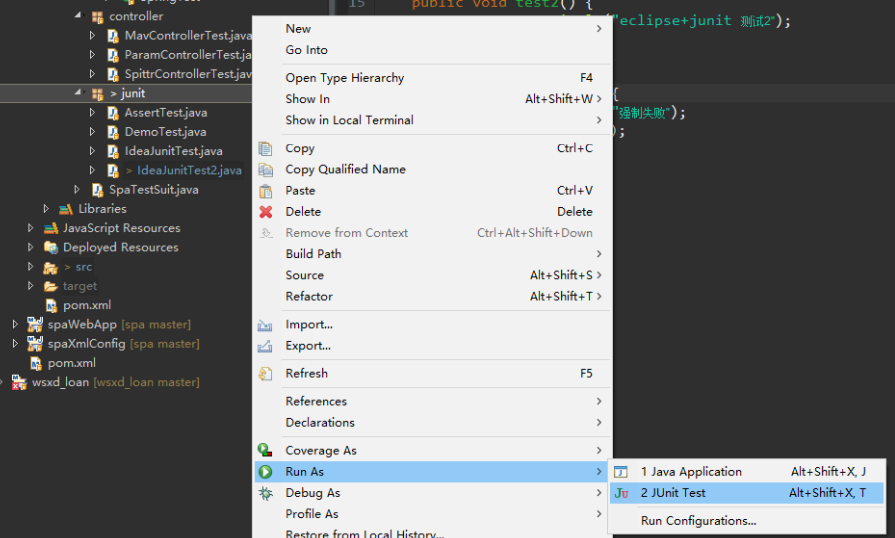 SpringTest
controller
MavControllerTest.java
ParamControllerTest.ja
SpittrControllerTest.jav
> junit
AssertTest.java
DemoTest.java
IdeaJunitTest.java
> IdeaJunitTest2.java
SpaTestSuit.java
Libraries
JavaScript Resources
Deployed Resources
> src
> target
pom.xml
spaWebApp [spa master]
spaXmlConfig [spa master]
pom.xml
wsxd_loan [wsxd_loan master]
15 public void test2() {
("eclipse+junit 测试2");
{
"强制失败");
);
New
Go Into
Open Type Hierarchy F4
Show In Alt+Shift+W
Show in Local Terminal
Copy Ctrl+C
Copy Qualified Name
Paste Ctrl+V
Delete Delete
Remove from Context Ctrl+Alt+Shift+Down
Build Path
Source Alt+Shift+S
Refactor Alt+Shift+T
Import...
Export...
Refresh F5
References
Declarations
Coverage As
Run As
Debug As
Profile As
Restore from Local History...
1 Java Application Alt+Shift+X, J
Ju 2 JUnit Test Alt+Shift+X, T
Run Configurations...